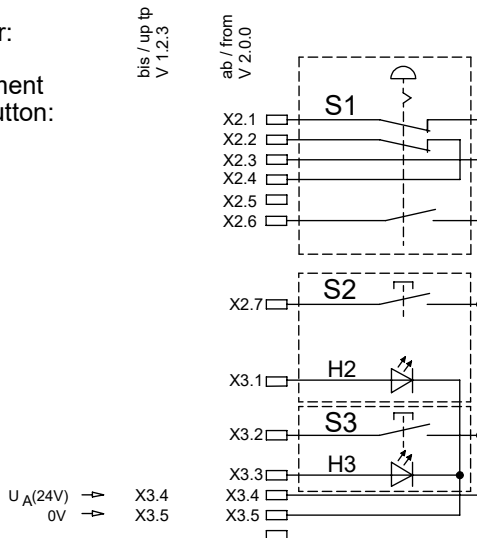 r:
ment
utton:
bis / up tp
V 1.2.3
ab / from
V 2.0.0
X2.1
S1
X2.2
X2.3
X2.4
X2.5
X2.6
X2.7
S2
X3.1
H2
X3.2
S3
X3.3
H3
U A(24V)
X3.4
X3.4
0V
X3.5
X3.5